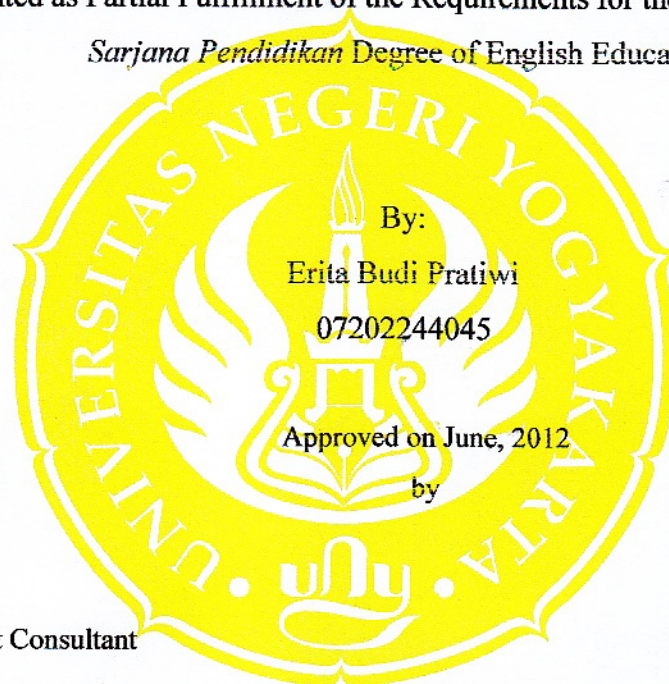 ted as Partial Fulfillment of the Requirements for the
Sarjana Pendidikan Degree of English Educa
UNIVERSITAS NEGERI YOGYAKARTA
By:
Erita Budi Pratiwi
07202244045
Approved on June, 2012
by
uny
t Consultant